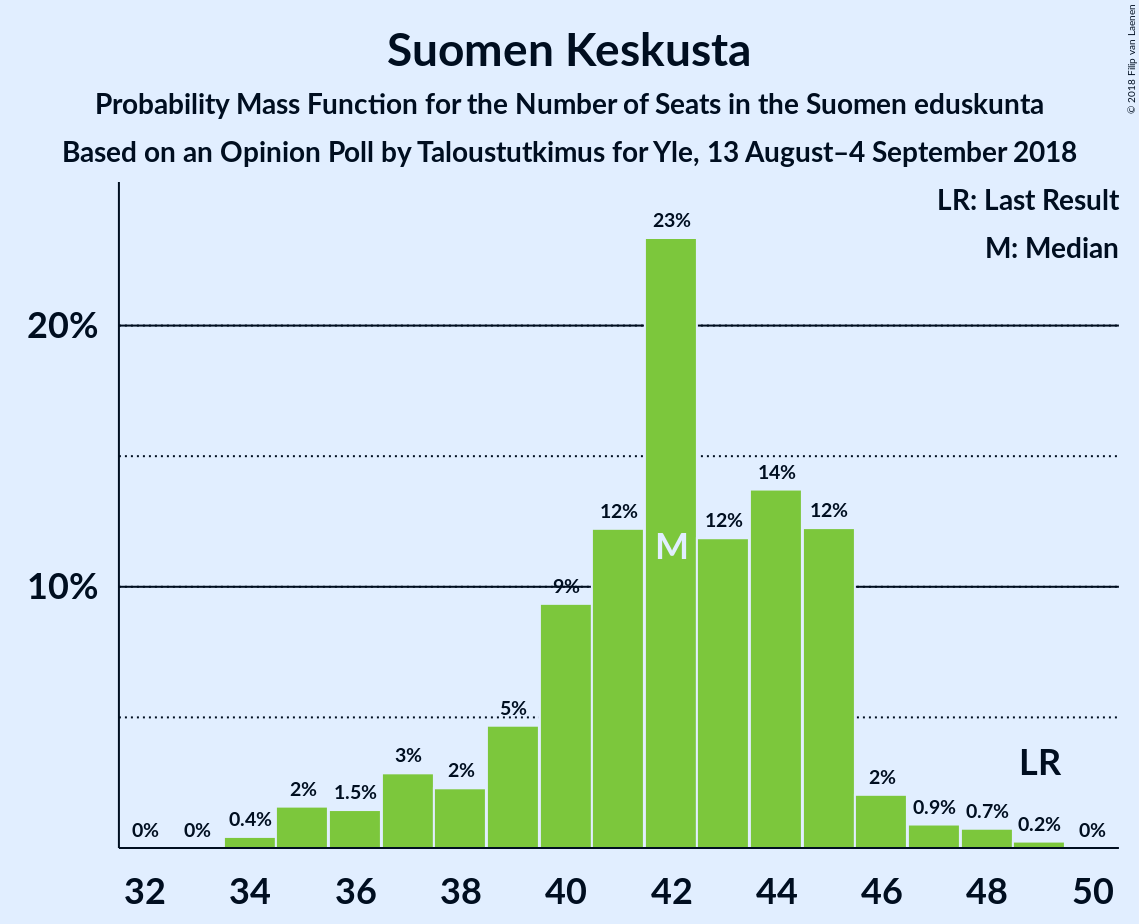 Suomen Keskusta
Probability Mass Function for the Number of Seats in the Suomen eduskunta
Based on an Opinion Poll by Taloustutkimus for Yle, 13 August–4 September 2018
© 2018 Filip van Laenen
LR: Last Result
M: Median
20%
10%
0%
0%
0.4%
2%
1.5%
3%
2%
5%
9%
12%
23%
12%
14%
12%
2%
0.9%
0.7%
0.2%
0%
M
LR
32 34 36 38 40 42 44 46 48 50